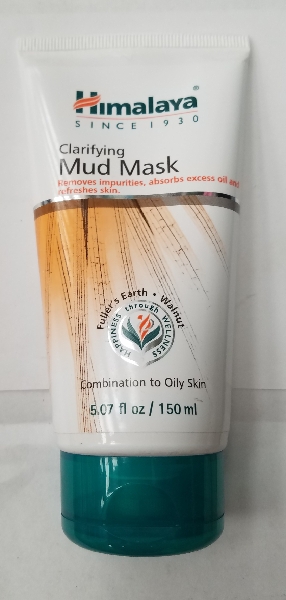 Himalaya®
SINCE 1930
Clarifying
Mud Mask
Removes impurities, absorbs excess oil and
refreshes skin.
Fuller's Earth • Walnut
HAPPINESS through WELLNESS
Combination to Oily Skin
5.07 fl oz / 150 ml